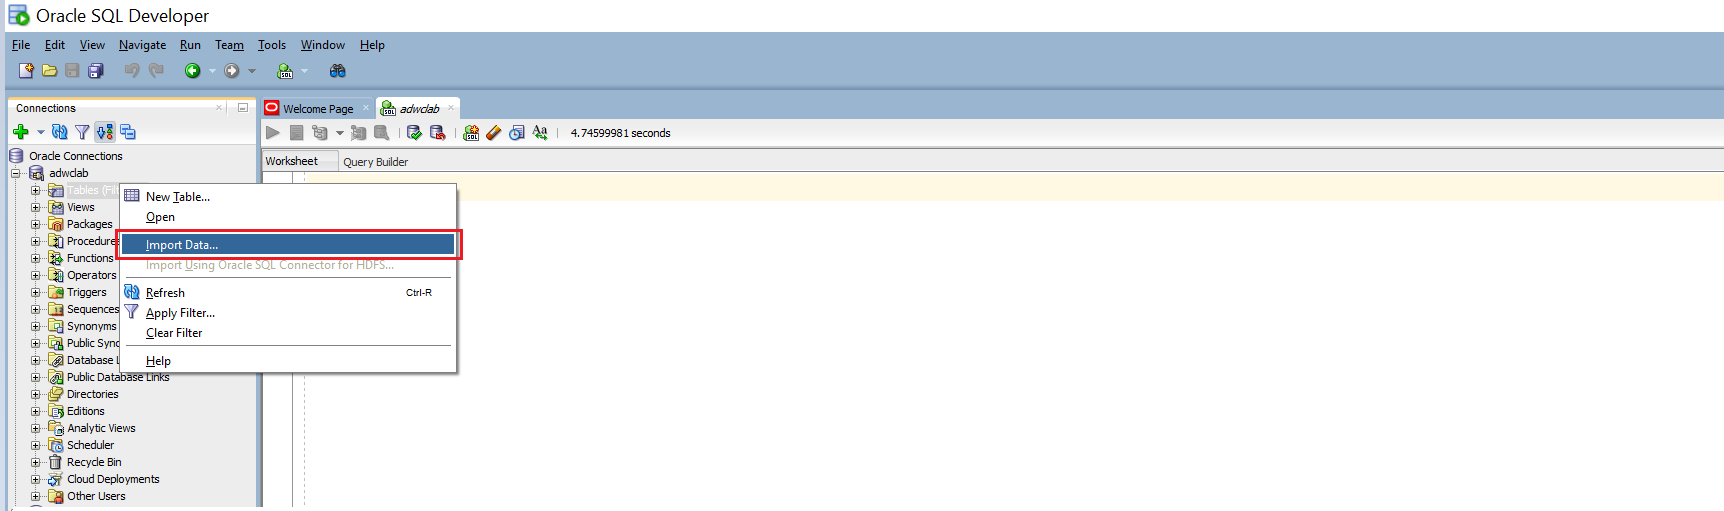 Oracle SQL Developer
File Edit View Navigate Run Team Tools Window Help
Connections
Welcome Page
adwclab
4.74599981 seconds
Worksheet
Query Builder
Oracle Connections
adwclab
Tables (Fil
Views
Packages
Procedures
Functions
Operators
Triggers
Sequences
Synonyms
Public Syno
Database L
Public Database Links
Directories
Editions
Analytic Views
Scheduler
Recycle Bin
Cloud Deployments
Other Users
New Table...
Open
Import Data...
Import Using Oracle SQL Connector for HDFS...
Refresh Ctrl-R
Apply Filter...
Clear Filter
Help